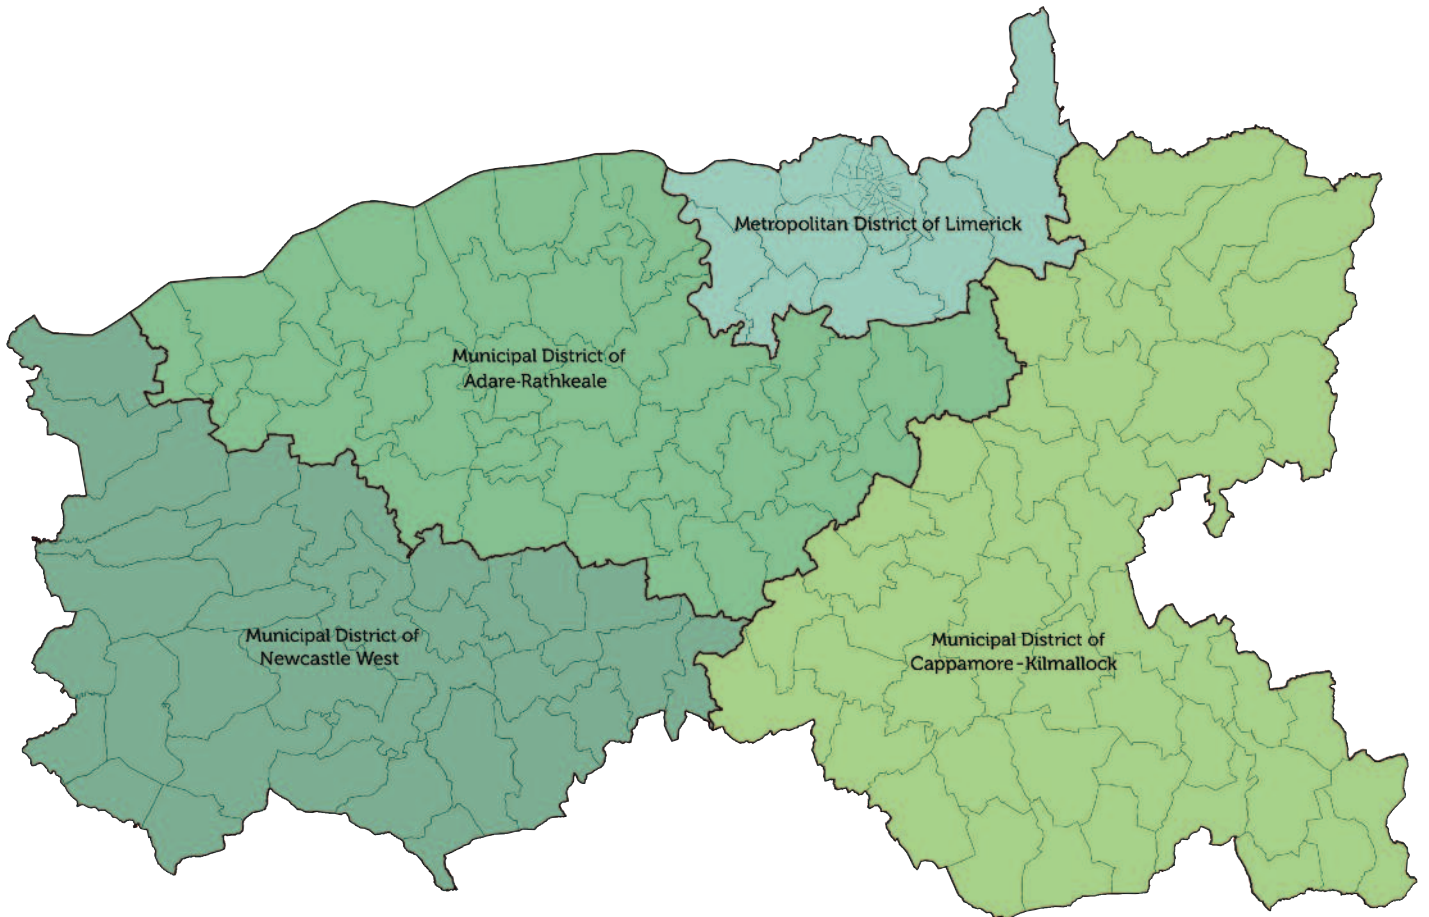 Metropolitan District of Limerick
Municipal District of
Adare-Rathkeale
Municipal District of
Newcastle West
Municipal District of
Cappamore-Kilmallock